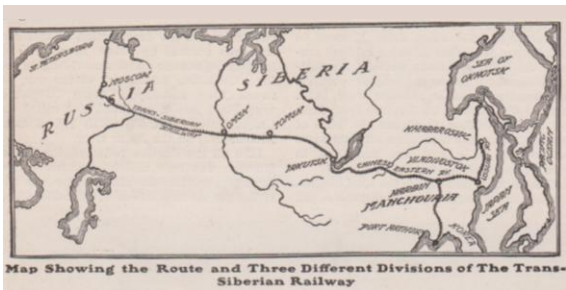 ST. PETERSBURG
MOSCOW
RUSSIA
TRANS-SIBERIAN
RAILWAY
SIBERIA
OMSK
TOMSK
IRKUTSK
CHINESE
EASTERN RY
KHABAROVSK
VLADIVOSTOK
HARBIN
MANCHOURIA
PORT ARTHUR
KOREA
SEA OF
OKHOTSK
JAPAN
SEA
PACIFIC
OCEAN
Map Showing the Route and Three Different Divisions of The Trans-
Siberian Railway